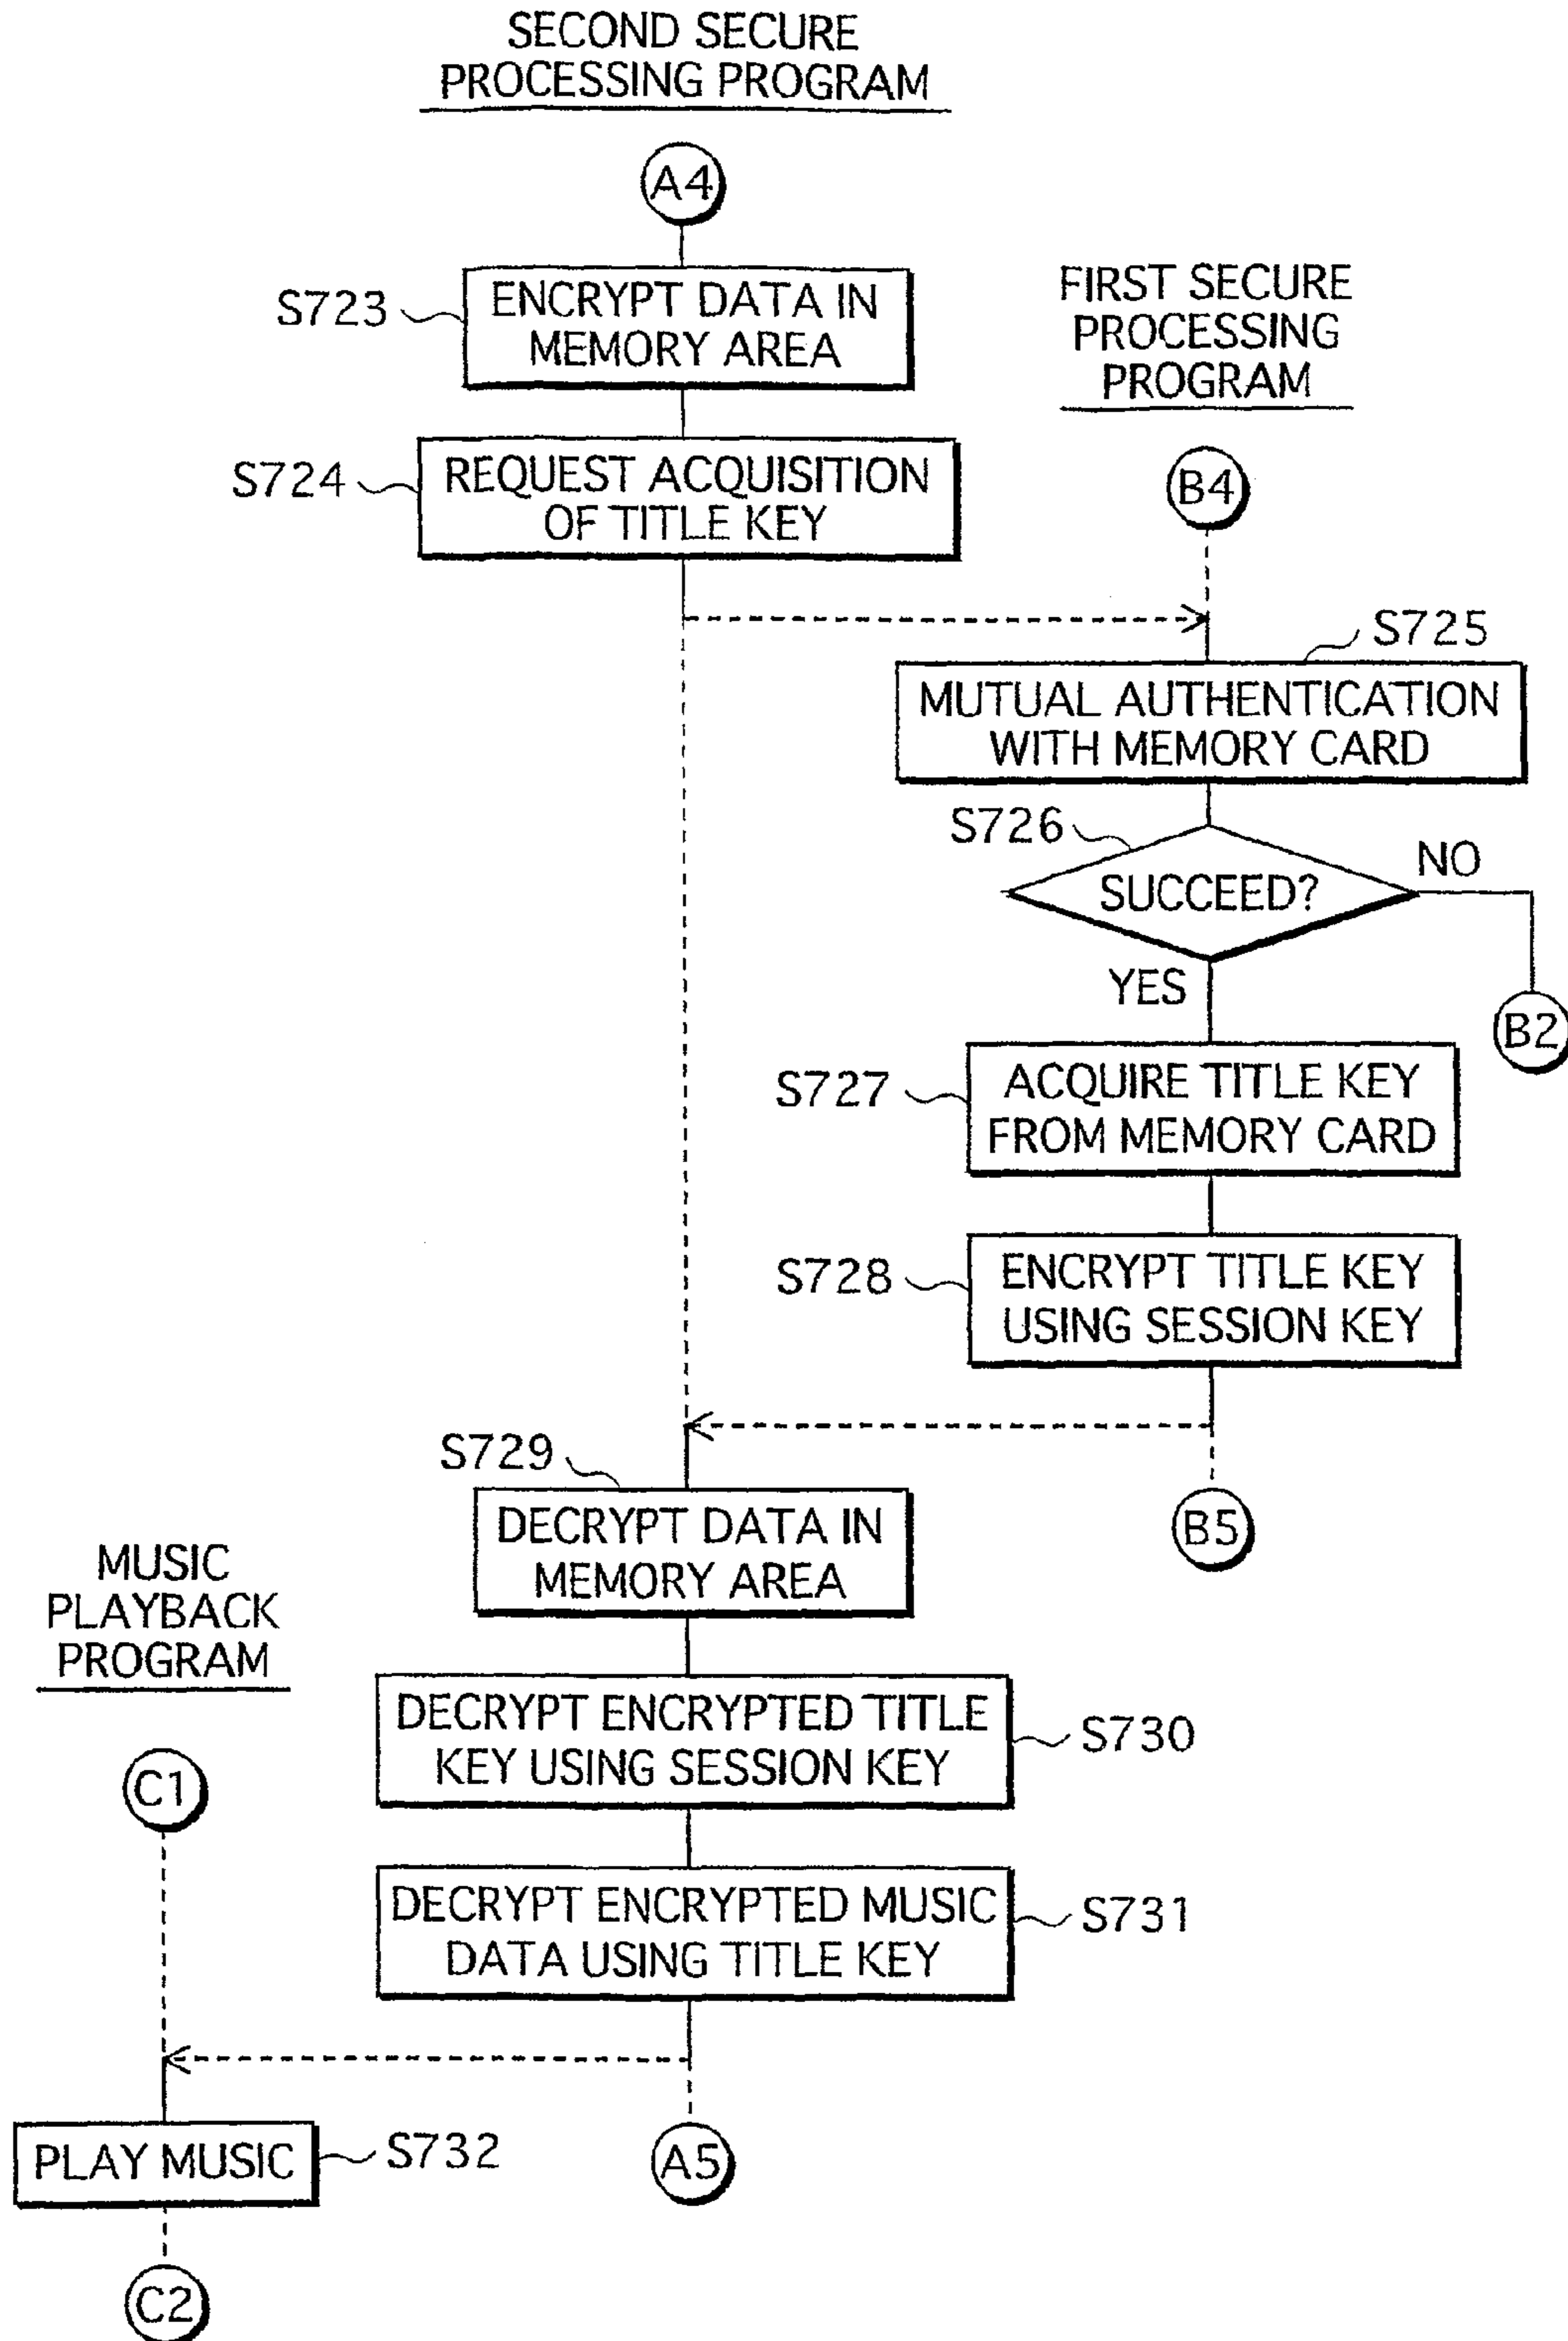 SECOND SECURE
PROCESSING PROGRAM
A4
S723
ENCRYPT DATA IN
MEMORY AREA
FIRST SECURE
PROCESSING
PROGRAM
S724
REQUEST ACQUISITION
OF TITLE KEY
B4
S725
MUTUAL AUTHENTICATION
WITH MEMORY CARD
S726
SUCCEED?
NO
YES
B2
S727
ACQUIRE TITLE KEY
FROM MEMORY CARD
S728
ENCRYPT TITLE KEY
USING SESSION KEY
S729
DECRYPT DATA IN
MEMORY AREA
B5
MUSIC
PLAYBACK
PROGRAM
DECRYPT ENCRYPTED TITLE
KEY USING SESSION KEY
S730
C1
DECRYPT ENCRYPTED MUSIC
DATA USING TITLE KEY
S731
PLAY MUSIC
S732
A5
C2